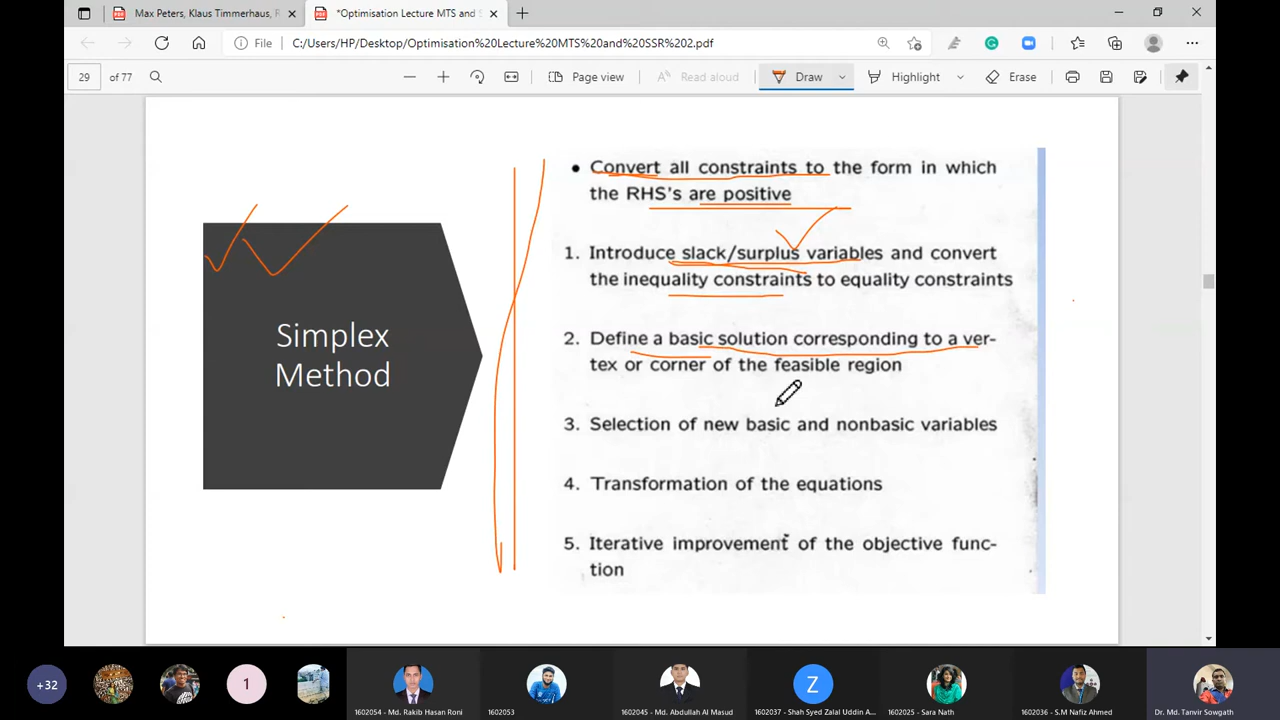 Max Peters, Klaus Timmerhaus, R
*Optimisation Lecture MTS and S
File
C:/Users/HP/Desktop/Optimisation%20Lecture%20MTS%20and%20SSR%202.pdf
29 of 77
Page view
Read aloud
Draw
Highlight
Erase
Simplex
Method
• Convert all constraints to the form in which
the RHS's are positive
1. Introduce slack/surplus variables and convert
the inequality constraints to equality constraints
2. Define a basic solution corresponding to a ver-
tex or corner of the feasible region
3. Selection of new basic and nonbasic variables
4. Transformation of the equations
5. Iterative improvement of the objective func-
tion
+32
1
Z
1602054 - Md. Rakib Hasan Roni
1602053
1602045 - Md. Abdullah Al Masud
1602037 - Shah Syed Zalal Uddin A...
1602025 - Sara Nath
1602036 - S.M Nafiz Ahmed
Dr. Md. Tanvir Sowgath